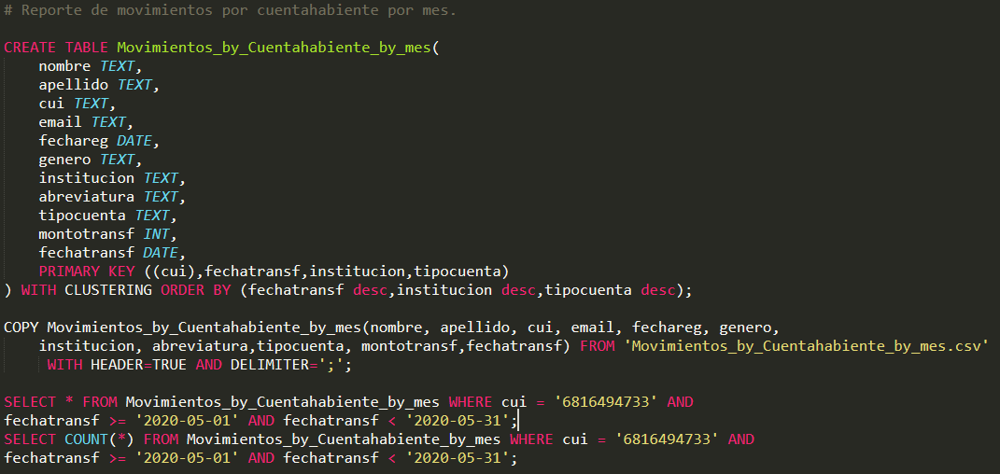 # Reporte de movimientos por cuentahabiente por mes.
CREATE TABLE Movimientos_by_Cuentahabiente_by_mes(
nombre TEXT,
apellido TEXT,
cui TEXT,
email TEXT,
fechareg DATE,
genero TEXT,
institucion TEXT,
abreviatura TEXT,
tipocuenta TEXT,
montotransf INT,
fechatransf DATE,
PRIMARY KEY ((cui),fechatransf,institucion,tipocuenta)
) WITH CLUSTERING ORDER BY (fechatransf desc,institucion desc,tipocuenta desc);
COPY Movimientos_by_Cuentahabiente_by_mes(nombre, apellido, cui, email, fechareg, genero,
institucion, abreviatura,tipocuenta, montotransf,fechatransf) FROM 'Movimientos_by_Cuentahabiente_by_mes.csv'
WITH HEADER=TRUE AND DELIMITER=';';
SELECT * FROM Movimientos_by_Cuentahabiente_by_mes WHERE cui = '6816494733' AND
fechatransf >= '2020-05-01' AND fechatransf < '2020-05-31';
SELECT COUNT(*) FROM Movimientos_by_Cuentahabiente_by_mes WHERE cui = '6816494733' AND
fechatransf >= '2020-05-01' AND fechatransf < '2020-05-31';